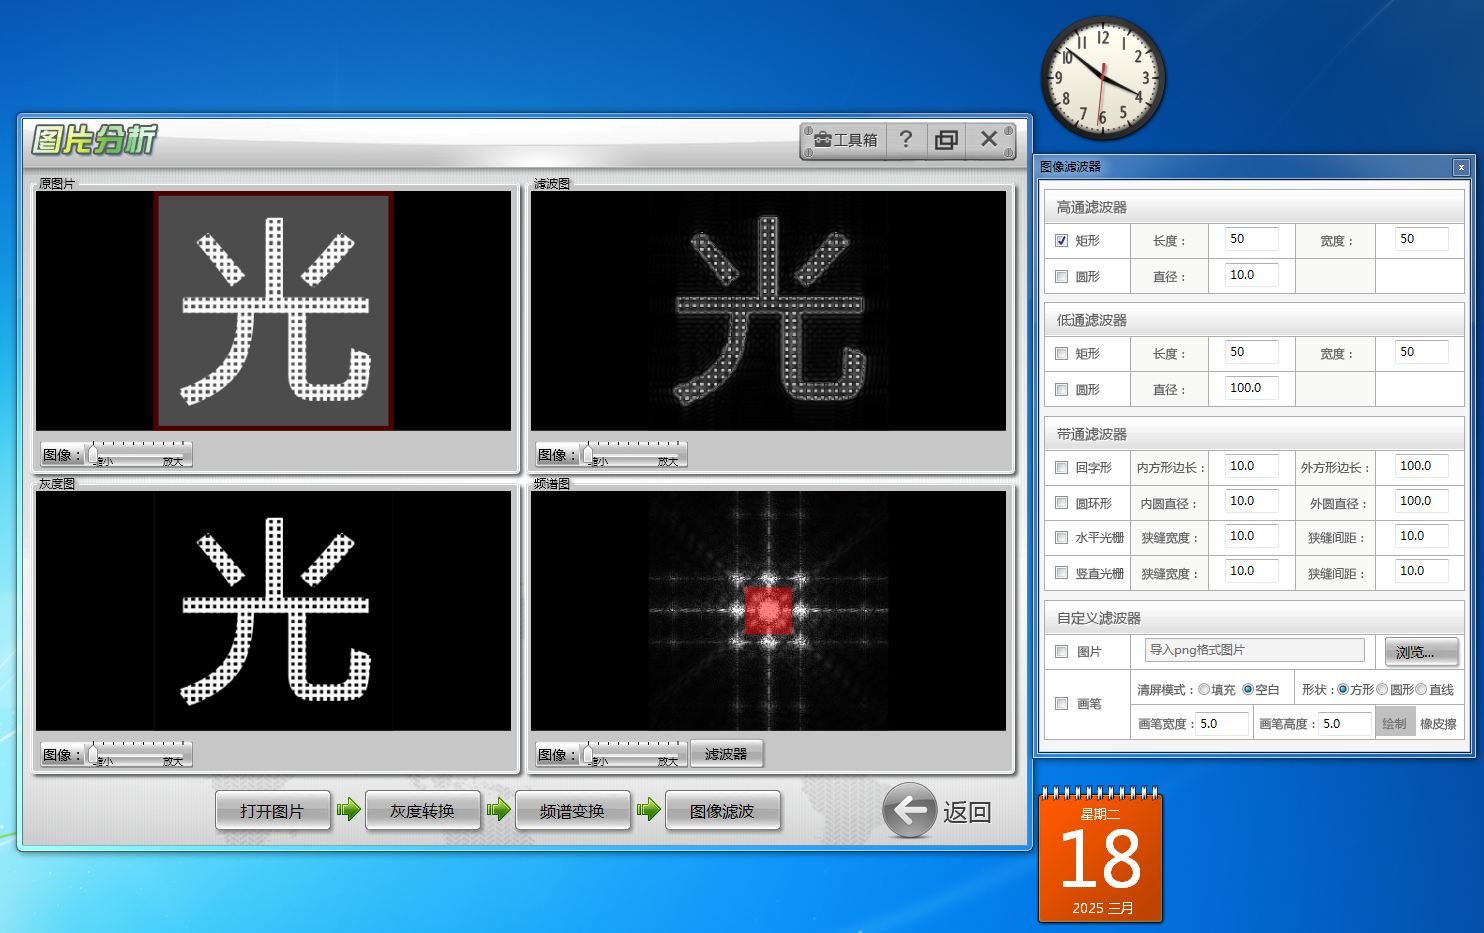 图片分析
工具箱 ?
原图片
光
图像：
缩小 放大
滤波图
光
图像：
缩小 放大
灰度图
光
图像：
缩小 放大
频谱图
图像：
缩小 放大
滤波器
打开图片 灰度转换 频谱变换 图像滤波 返回
12 1 2 3 4 5 6 7 8 9 10 11
图像滤波器 x
高通滤波器
矩形 长度： 50 宽度： 50
圆形 直径： 10.0
低通滤波器
矩形 长度： 50 宽度： 50
圆形 直径： 100.0
带通滤波器
回字形 内方形边长： 10.0 外方形边长： 100.0
圆环形 内圆直径： 10.0 外圆直径： 100.0
水平光栅 狭缝宽度： 10.0 狭缝间距： 10.0
竖直光栅 狭缝宽度： 10.0 狭缝间距： 10.0
自定义滤波器
图片 导入png格式图片 浏览...
画笔 清屏模式： 填充 空白 形状： 方形 圆形 直线
画笔宽度： 5.0 画笔高度： 5.0 绘制 橡皮擦
星期二
18
2025 三月